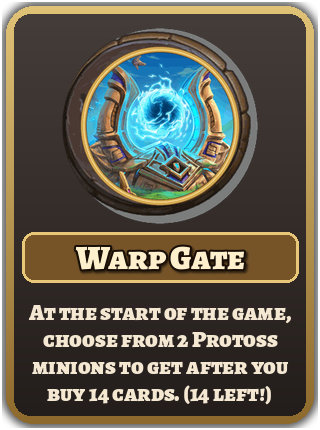 Warp Gate
At the start of the game,
choose from 2 Protoss
minions to get after you
buy 14 cards. (14 left!)